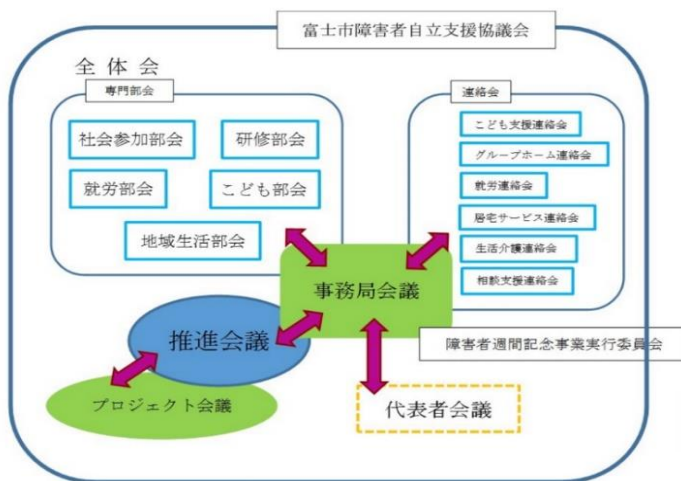 富士市障害者自立支援協議会
全体会
専門部会
社会参加部会
研修部会
就労部会
こども部会
地域生活部会
連絡会
こども支援連絡会
グループホーム連絡会
就労連絡会
居宅サービス連絡会
生活介護連絡会
相談支援連絡会
事務局会議
推進会議
プロジェクト会議
障害者週間記念事業実行委員会
代表者会議